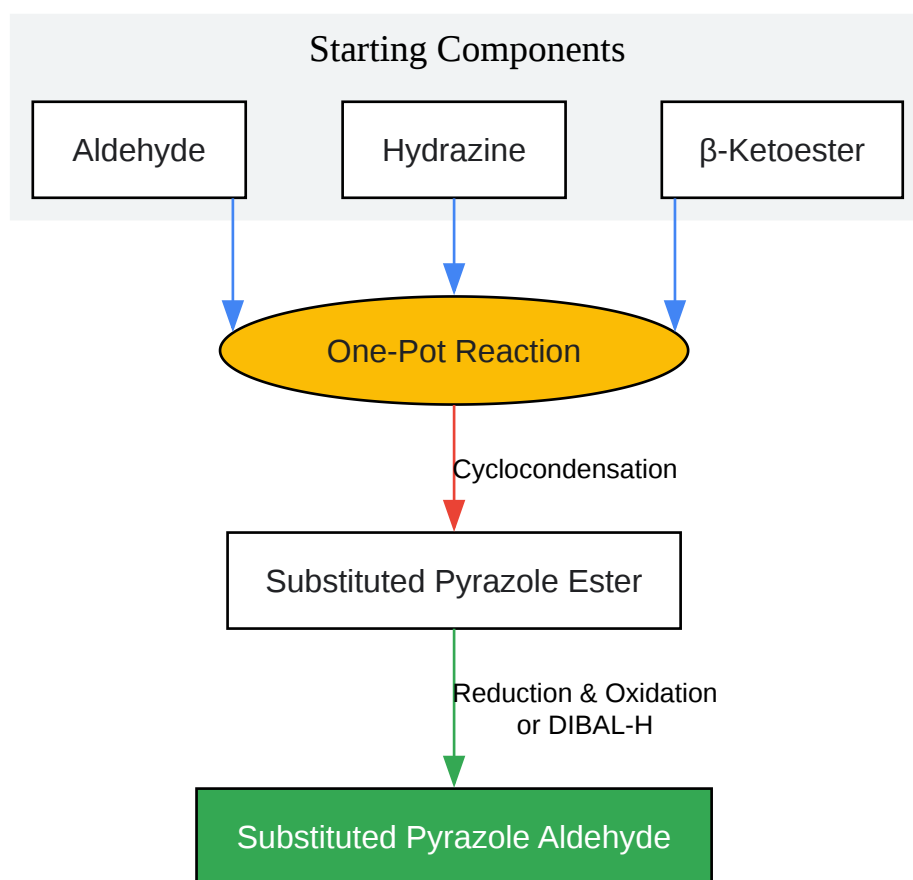 Starting Components
Aldehyde
Hydrazine
β-Ketoester
One-Pot Reaction
Cyclocondensation
Substituted Pyrazole Ester
Reduction & Oxidation
or DIBAL-H
Substituted Pyrazole Aldehyde